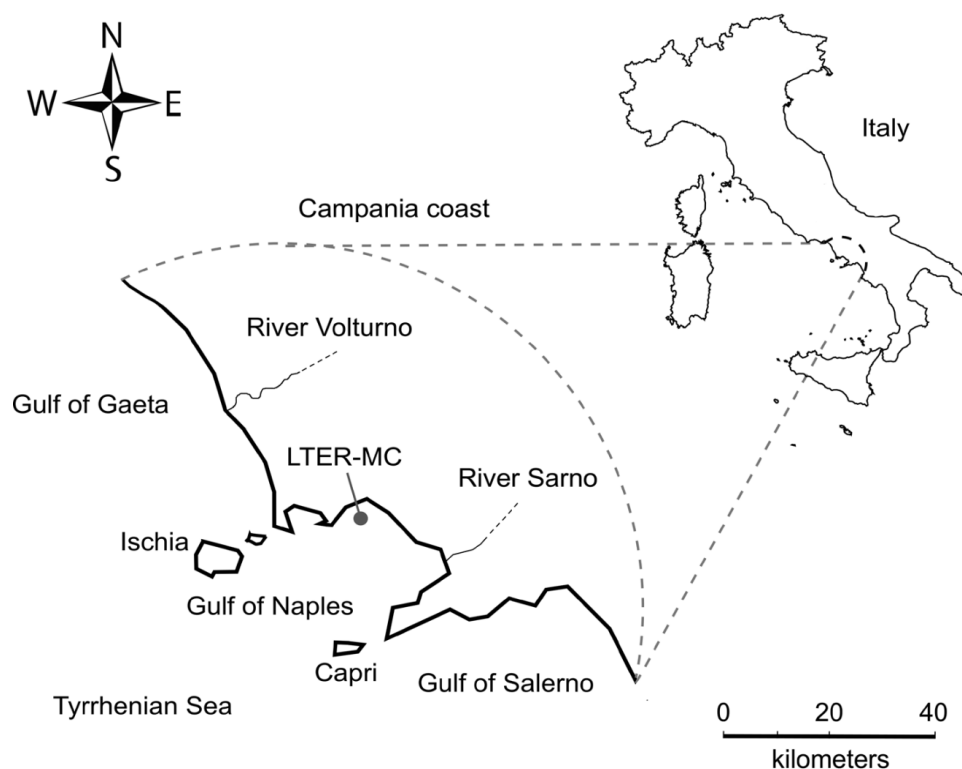 N
W
E
S
Italy
Campania coast
River Volturno
Gulf of Gaeta
LTER-MC
River Sarno
Ischia
Gulf of Naples
Capri
Gulf of Salerno
Tyrrhenian Sea
0 20 40
kilometers